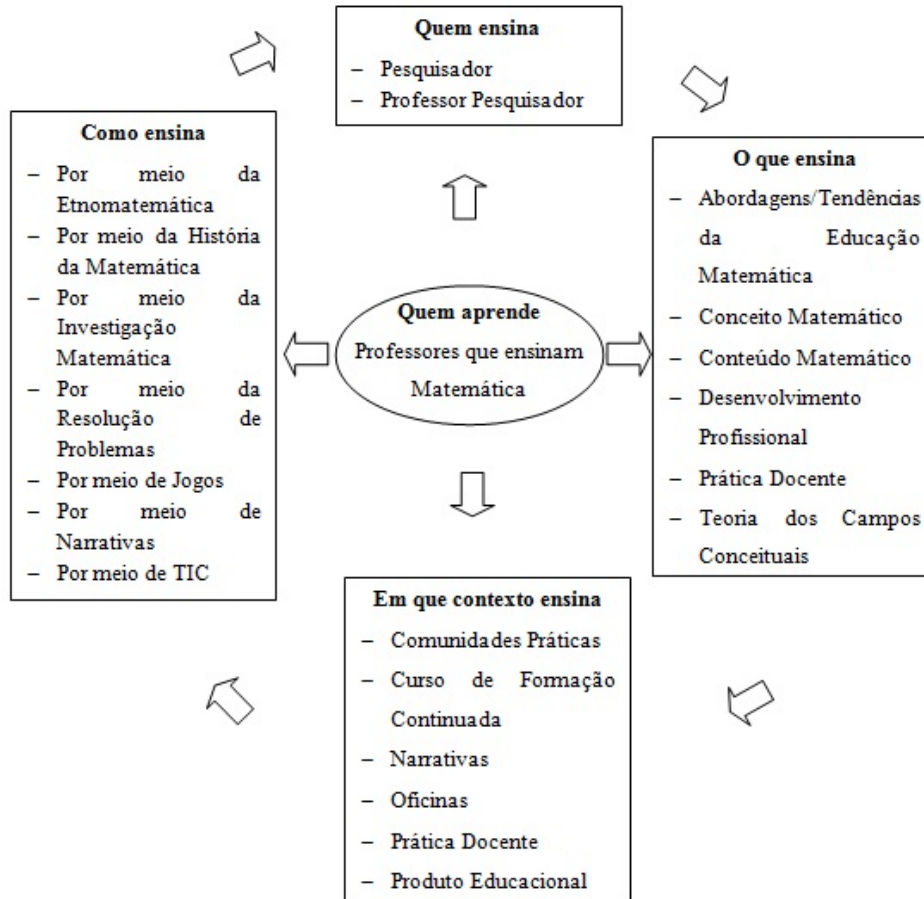 Quem ensina
– Pesquisador
– Professor Pesquisador
Como ensina
– Por meio da
Etnomatemática
– Por meio da História
da Matemática
– Por meio da
Investigação
Matemática
– Por meio da
Resolução de
Problemas
– Por meio de Jogos
– Por meio de
Narrativas
– Por meio de TIC
Quem aprende
Professores que ensinam
Matemática
O que ensina
– Abordagens/Tendências
da Educação
Matemática
– Conceito Matemático
– Conteúdo Matemático
– Desenvolvimento
Profissional
– Prática Docente
– Teoria dos Campos
Conceituais
Em que contexto ensina
– Comunidades Práticas
– Curso de Formação
Continuada
– Narrativas
– Oficinas
– Prática Docente
– Produto Educacional